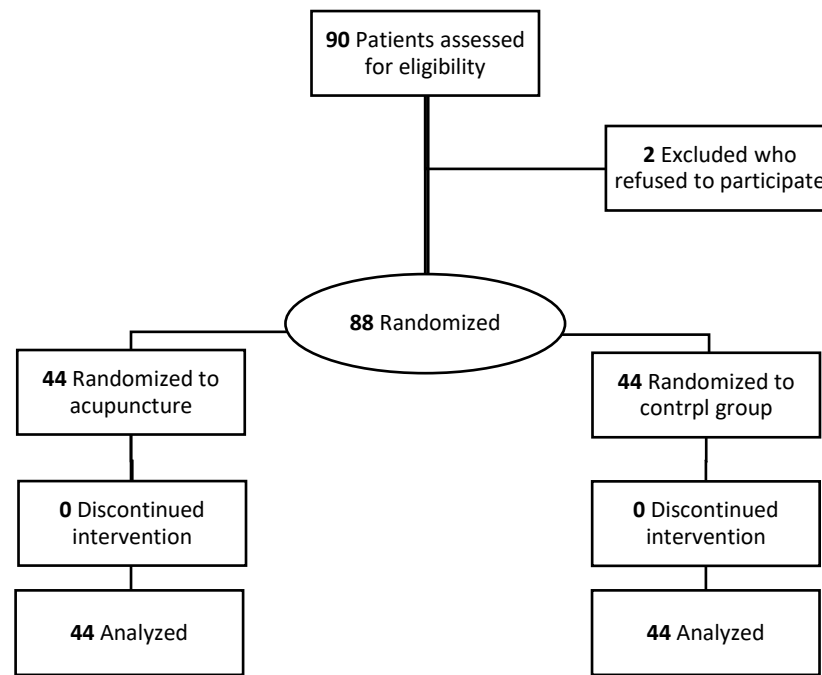 90 Patients assessed
for eligibility
2 Excluded who
refused to participate
88 Randomized
44 Randomized to
acupuncture
44 Randomized to
contrpl group
0 Discontinued
intervention
0 Discontinued
intervention
44 Analyzed
44 Analyzed